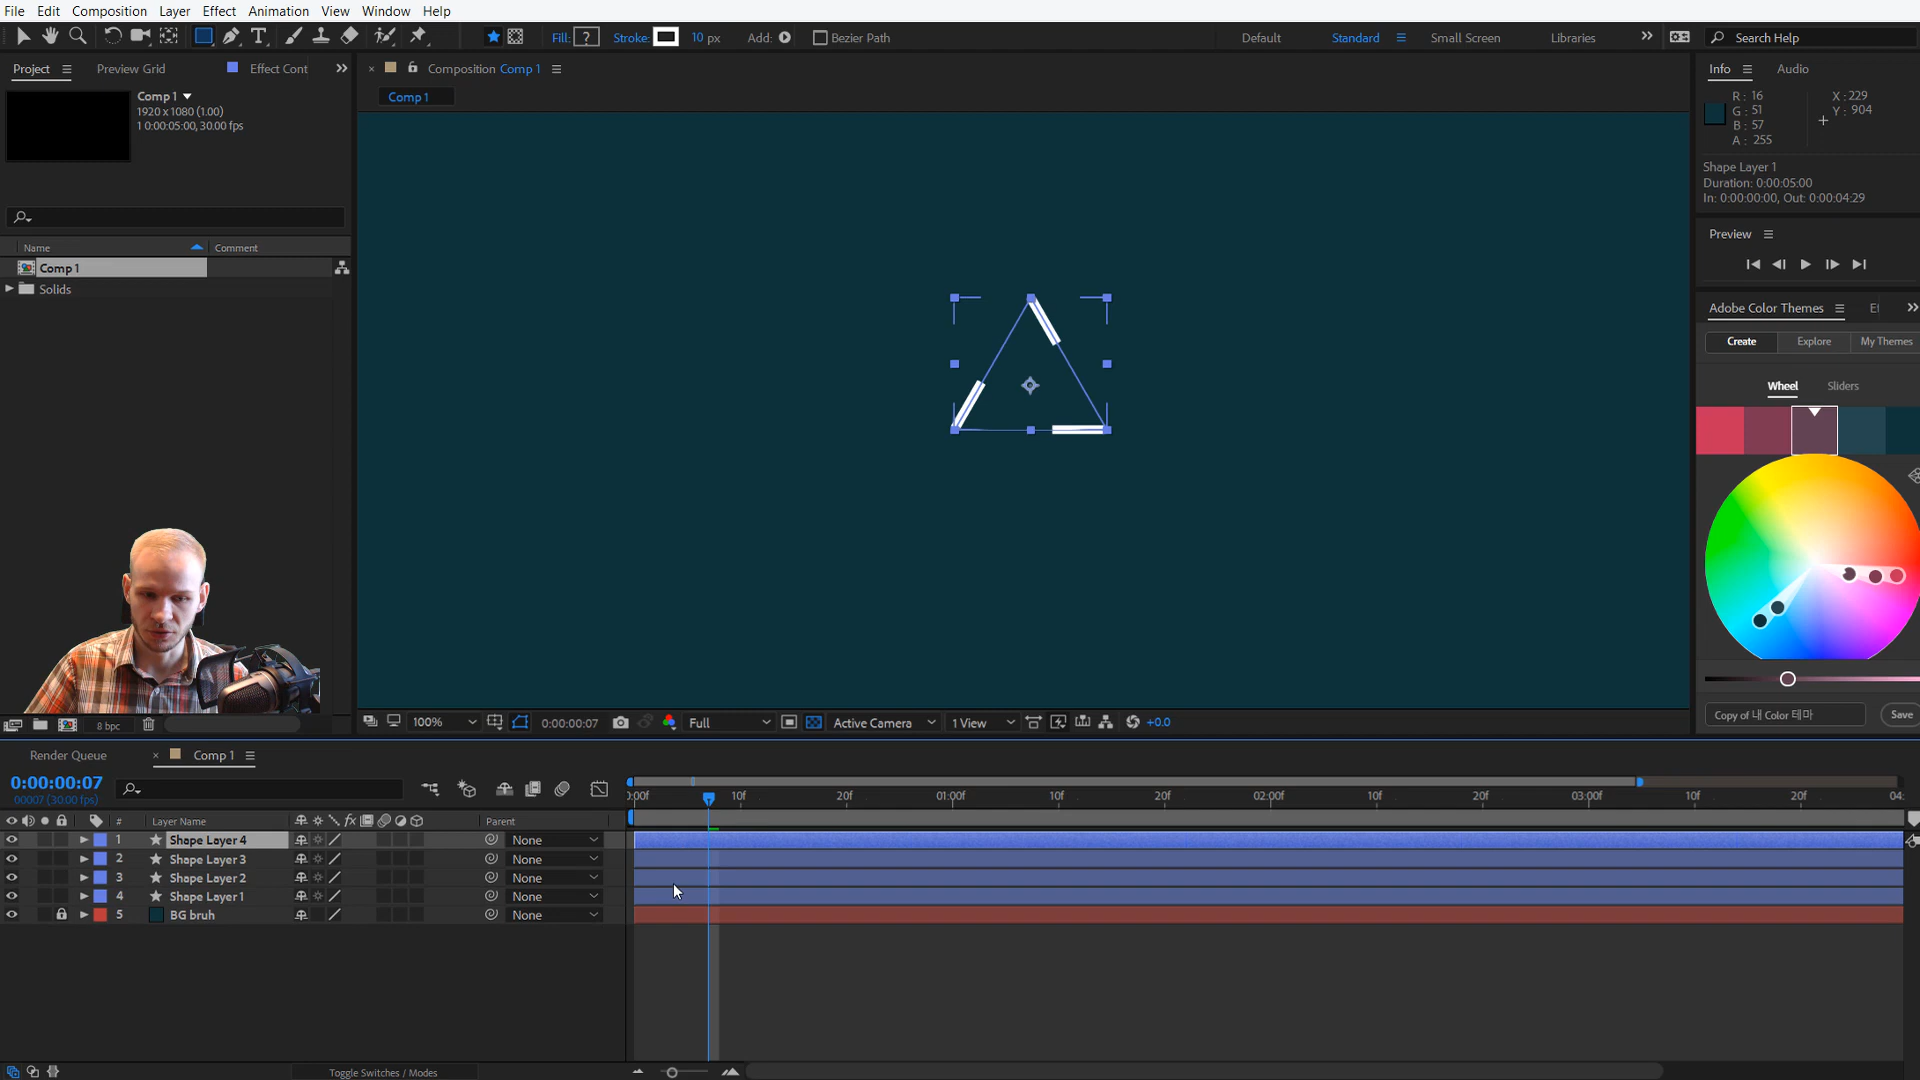 File Edit Composition Layer Effect Animation View Window Help
Fill: ? Stroke: 10 px Add: Bezier Path Default Standard Small Screen Libraries Search Help
Project Preview Grid Effect Cont
Composition Comp 1
Info Audio
Comp 1
1920 x 1080 (1.00)
1 0:00:05:00, 30.00 fps
Comp 1
R: 16
G: 51
B: 57
A: 255
X: 229
Y: 904
Shape Layer 1
Duration: 0:00:05:00
In: 0:00:00:00, Out: 0:00:04:29
Preview
Name Comment
Comp 1
Solids
Adobe Color Themes
Create Explore My Themes
Wheel Sliders
Copy of 내 Color 테마 Save
8 bpc
100% 0:00:00:07 Full Active Camera 1 View +0.0
Render Queue Comp 1
0:00:00:07
00007 (30.00 fps)
0:00f 10f 20f 01:00f 10f 20f 02:00f 10f 20f 03:00f 10f 20f 04:
# Layer Name fx Parent
1 Shape Layer 4 None
2 Shape Layer 3 None
3 Shape Layer 2 None
4 Shape Layer 1 None
5 BG bruh None
Toggle Switches / Modes